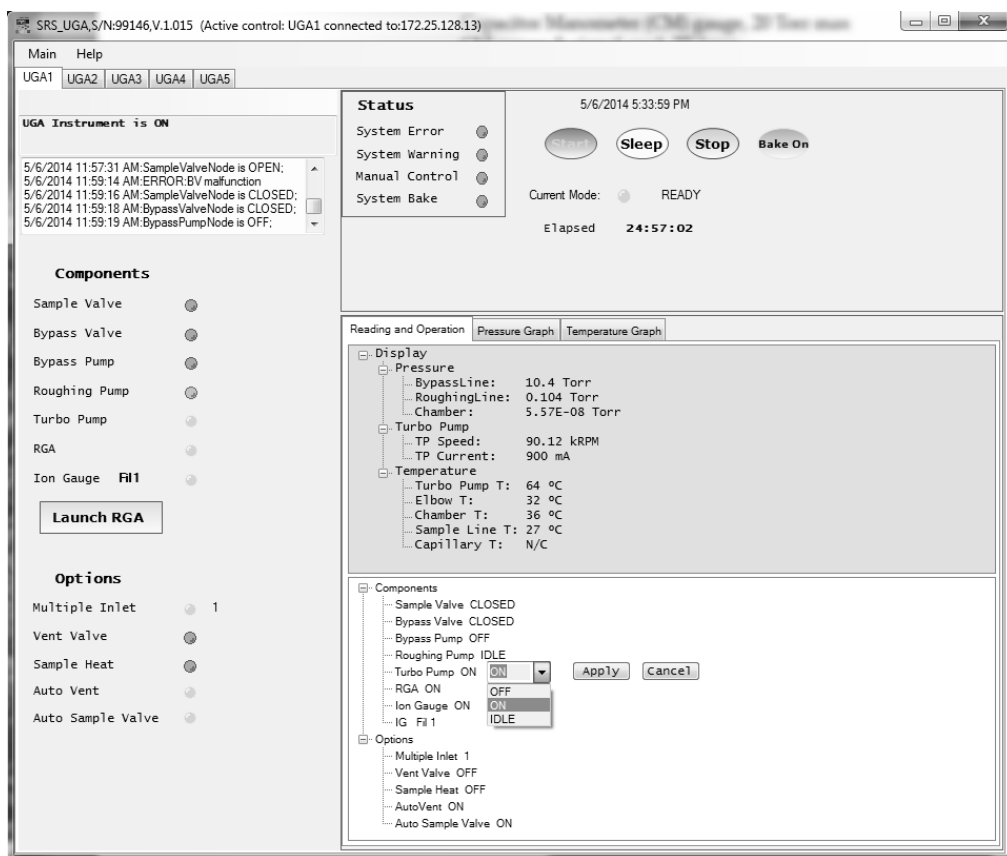 SRS_UGA,S/N:99146,V.1.015 (Active control: UGA1 connected to:172.25.128.13)
Main Help
UGA1 UGA2 UGA3 UGA4 UGA5
UGA Instrument is ON
5/6/2014 11:57:31 AM:SampleValveNode is OPEN;
5/6/2014 11:59:14 AM:ERROR:BV malfunction
5/6/2014 11:59:16 AM:SampleValveNode is CLOSED;
5/6/2014 11:59:18 AM:BypassValveNode is CLOSED;
5/6/2014 11:59:19 AM:BypassPumpNode is OFF;
Components
Sample Valve
Bypass Valve
Bypass Pump
Roughing Pump
Turbo Pump
RGA
Ion Gauge Fil1
Launch RGA
Options
Multiple Inlet 1
Vent Valve
Sample Heat
Auto Vent
Auto Sample Valve
Status
System Error
System Warning
Manual Control
System Bake
5/6/2014 5:33:59 PM
Start Sleep Stop Bake On
Current Mode: READY
Elapsed 24:57:02
Reading and Operation Pressure Graph Temperature Graph
Display
Pressure
BypassLine: 10.4 Torr
RoughingLine: 0.104 Torr
Chamber: 5.57E-08 Torr
Turbo Pump
TP Speed: 90.12 kRPM
TP Current: 900 mA
Temperature
Turbo Pump T: 64 ºC
Elbow T: 32 ºC
Chamber T: 36 ºC
Sample Line T: 27 ºC
Capillary T: N/C
Components
Sample Valve CLOSED
Bypass Valve CLOSED
Bypass Pump OFF
Roughing Pump IDLE
Turbo Pump ON ON Apply Cancel
RGA ON OFF
Ion Gauge ON ON
IG Fil 1 IDLE
Options
Multiple Inlet 1
Vent Valve OFF
Sample Heat OFF
AutoVent ON
Auto Sample Valve ON